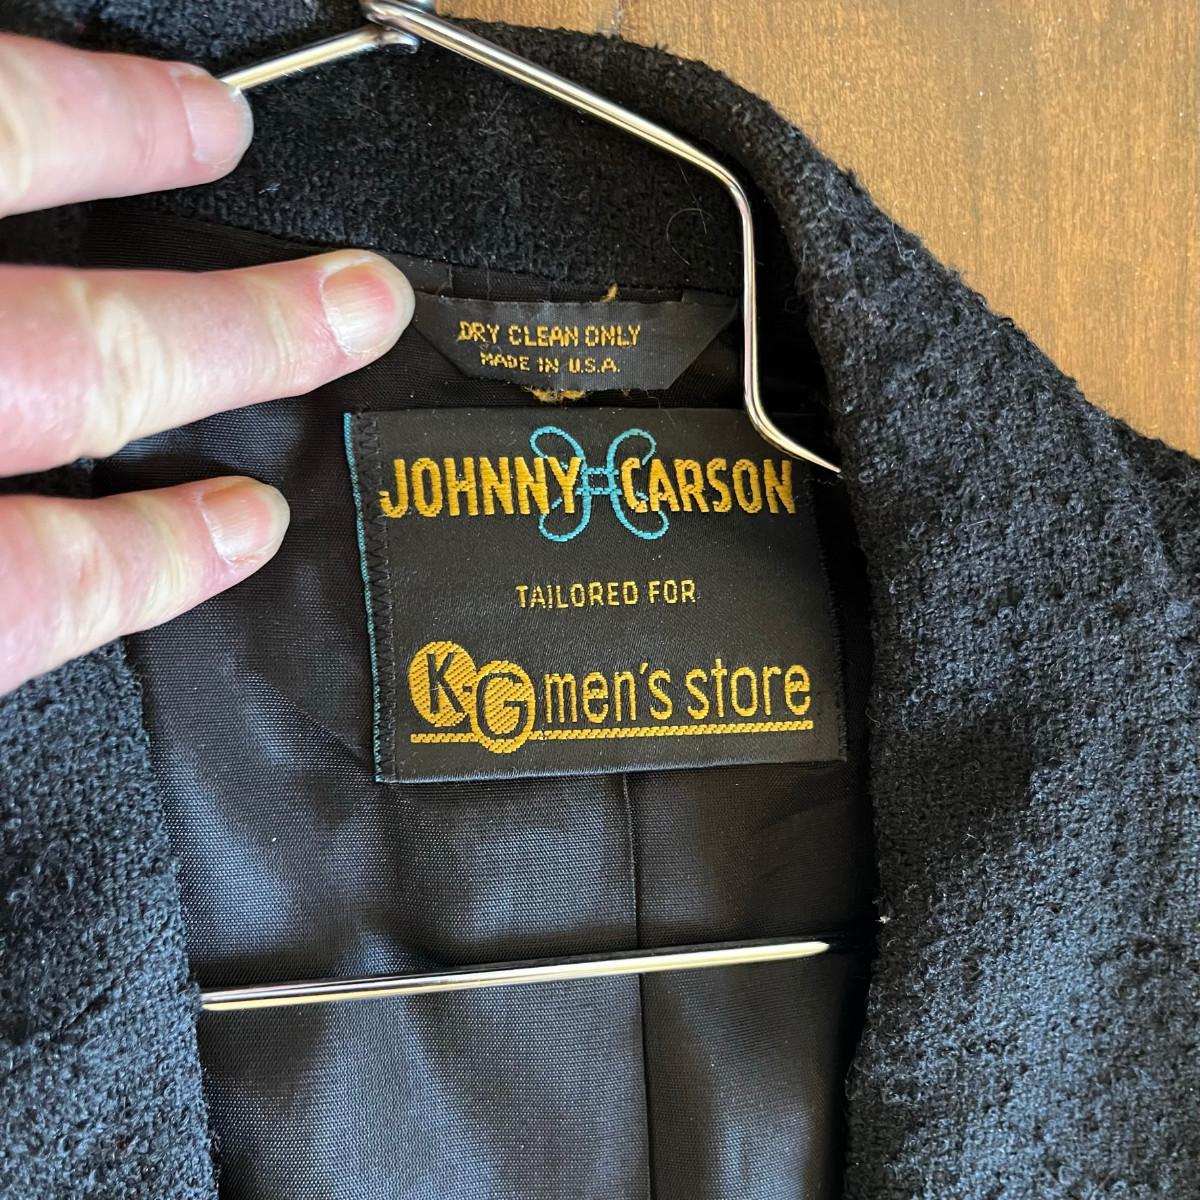 DRY CLEAN ONLY
MADE IN U.S.A.
JOHNNY CARSON
TAILORED FOR
K·G men's store